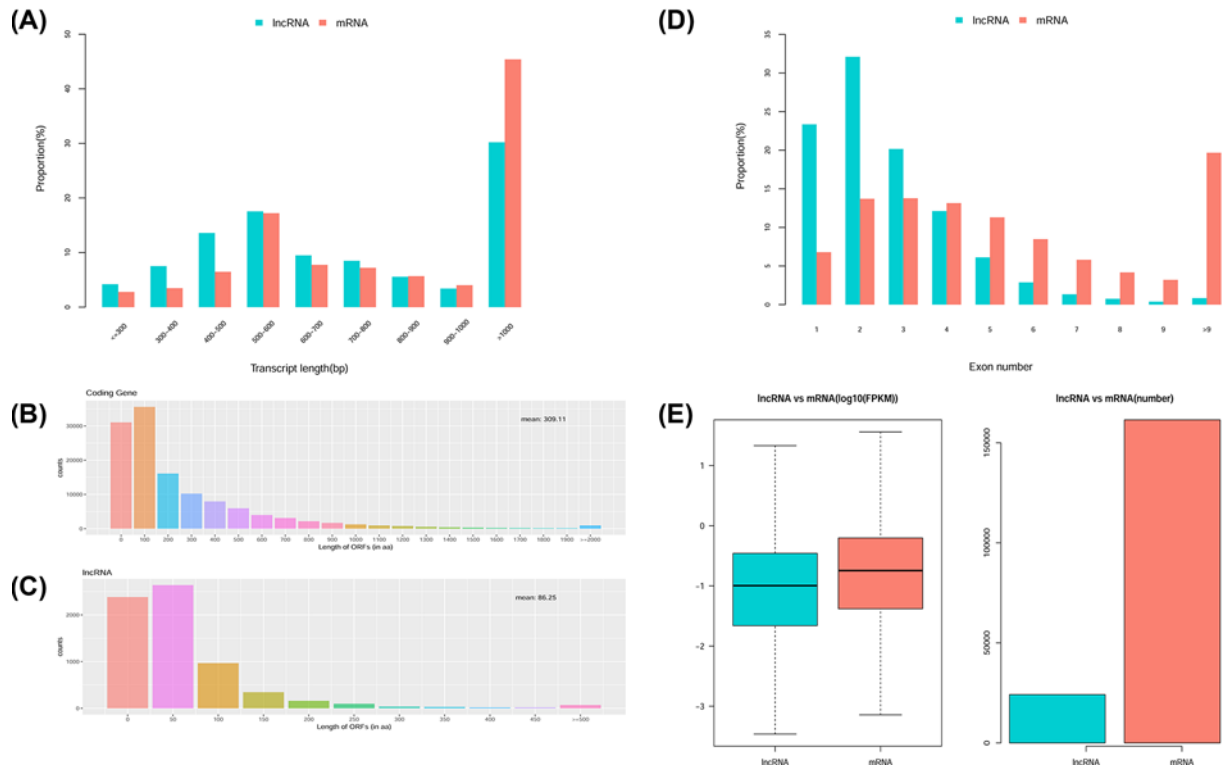 (A)
lncRNA mRNA
50
40
30
20
10
0
Proportion(%)
<=300 300-400 400-500 500-600 600-700 700-800 800-900 900-1000 >1000
Transcript length(bp)
(D)
lncRNA mRNA
35
30
25
20
15
10
5
0
Proportion(%)
1 2 3 4 5 6 7 8 9 >9
Exon number
(B)
Coding Gene
mean: 309.11
30000
20000
10000
0
counts
0 100 200 300 400 500 600 700 800 900 1000 1100 1200 1300 1400 1500 1600 1700 1800 1900 >=2000
Length of ORFs (in aa)
(C)
lncRNA
mean: 86.25
2000
1000
0
counts
0 50 100 150 200 250 300 350 400 450 >=500
Length of ORFs (in aa)
(E)
lncRNA vs mRNA(log10(FPKM))
1
0
-1
-2
-3
lncRNA mRNA
lncRNA vs mRNA(number)
150000
100000
50000
0
lncRNA mRNA